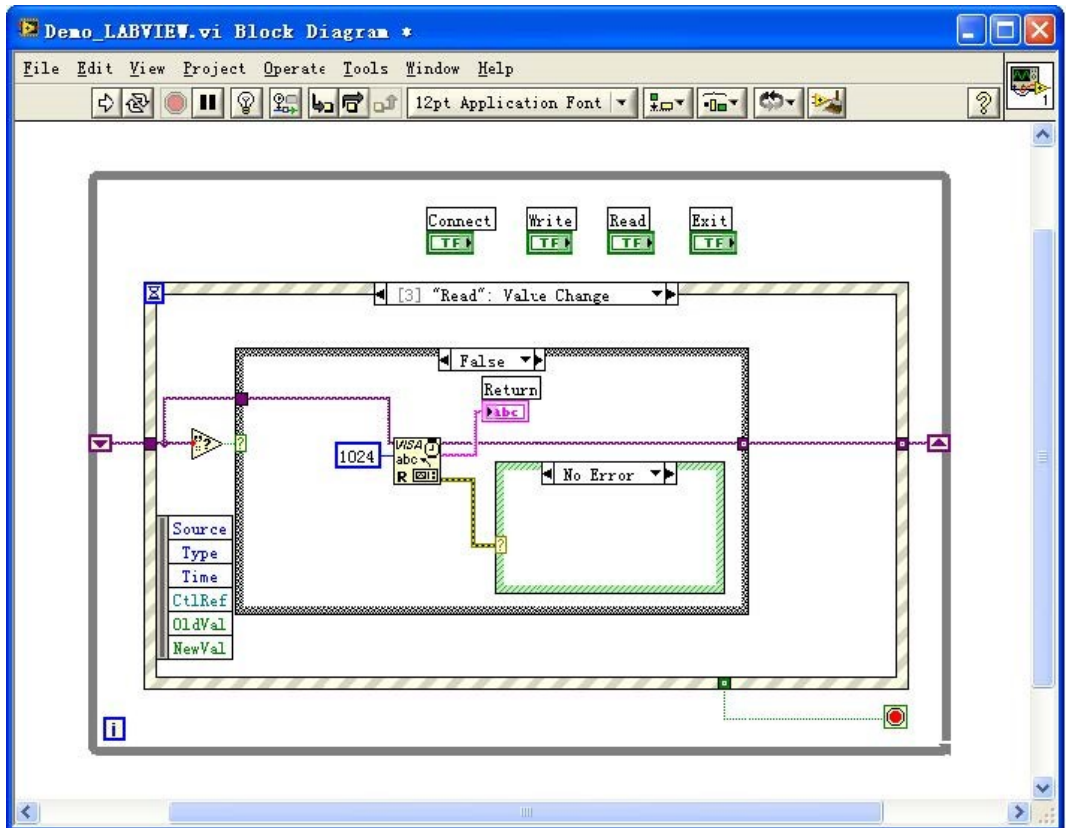 Demo_LABVIEW.vi Block Diagram *
File Edit View Project Operate Tools Window Help
12pt Application Font
?
1
Connect Write Read Exit
TF TF TF TF
[3] "Read": Value Change
False
Return
abc
"?
?
1024
VISA
abc
R
No Error
?
Source
Type
Time
CtlRef
OldVal
NewVal
i